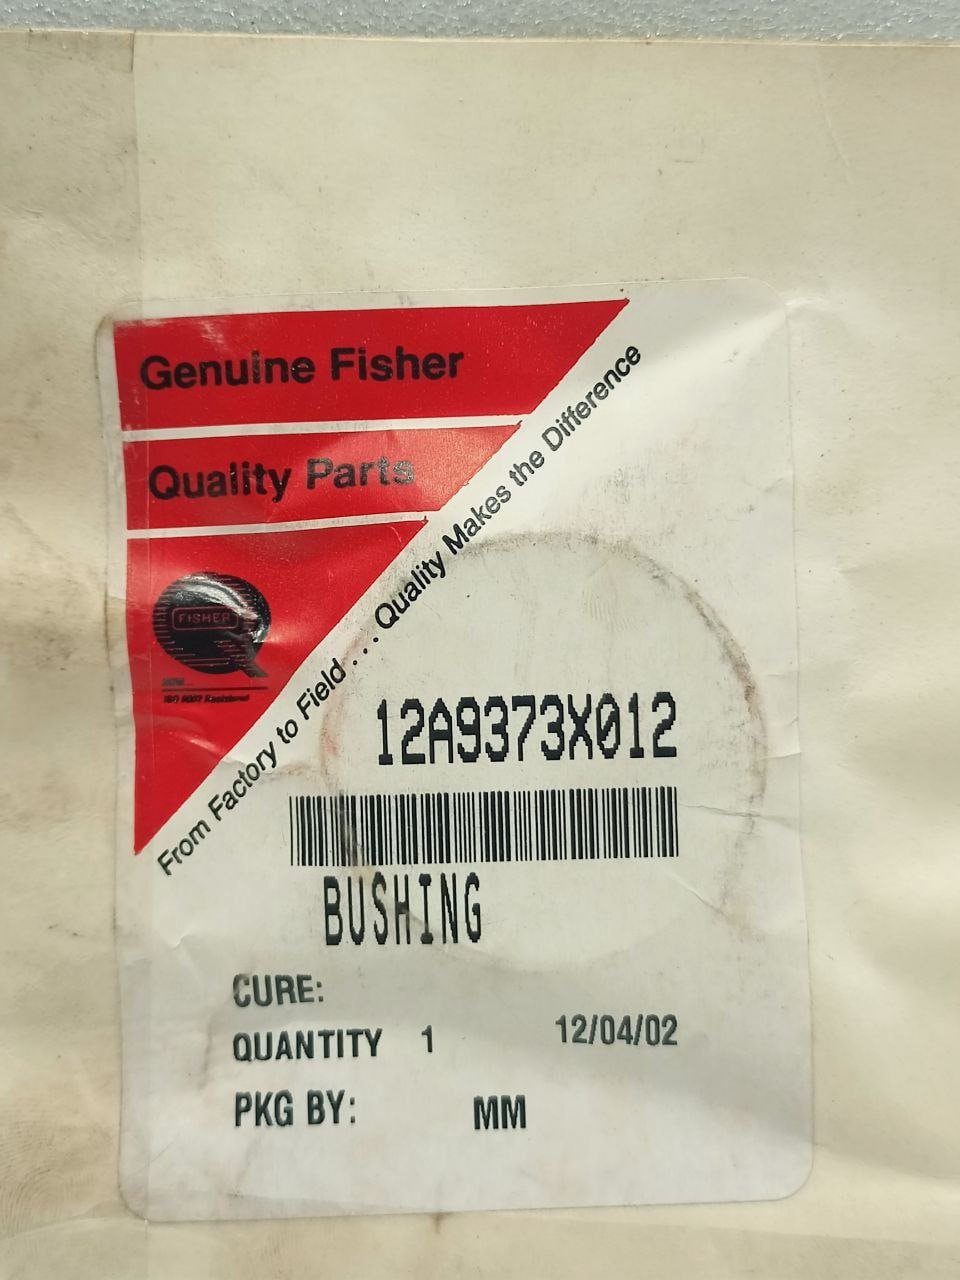 Genuine Fisher
Quality Parts
FISHER
From Factory to Field . . . Quality Makes the Difference
12A9373X012
BUSHING
CURE:
QUANTITY 1 12/04/02
PKG BY: MM